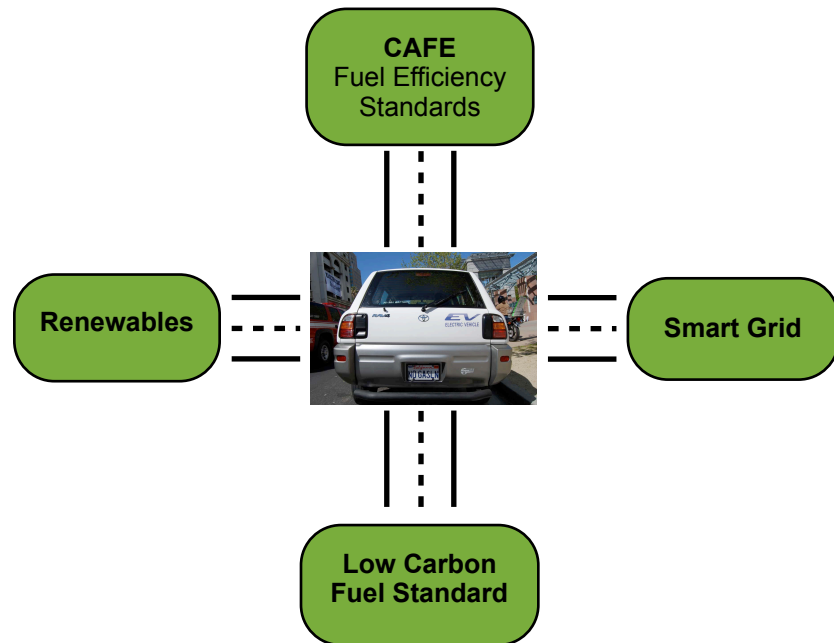 CAFE
Fuel Efficiency
Standards
Renewables
EV
ELECTRIC VEHICLE
Smart Grid
Low Carbon
Fuel Standard